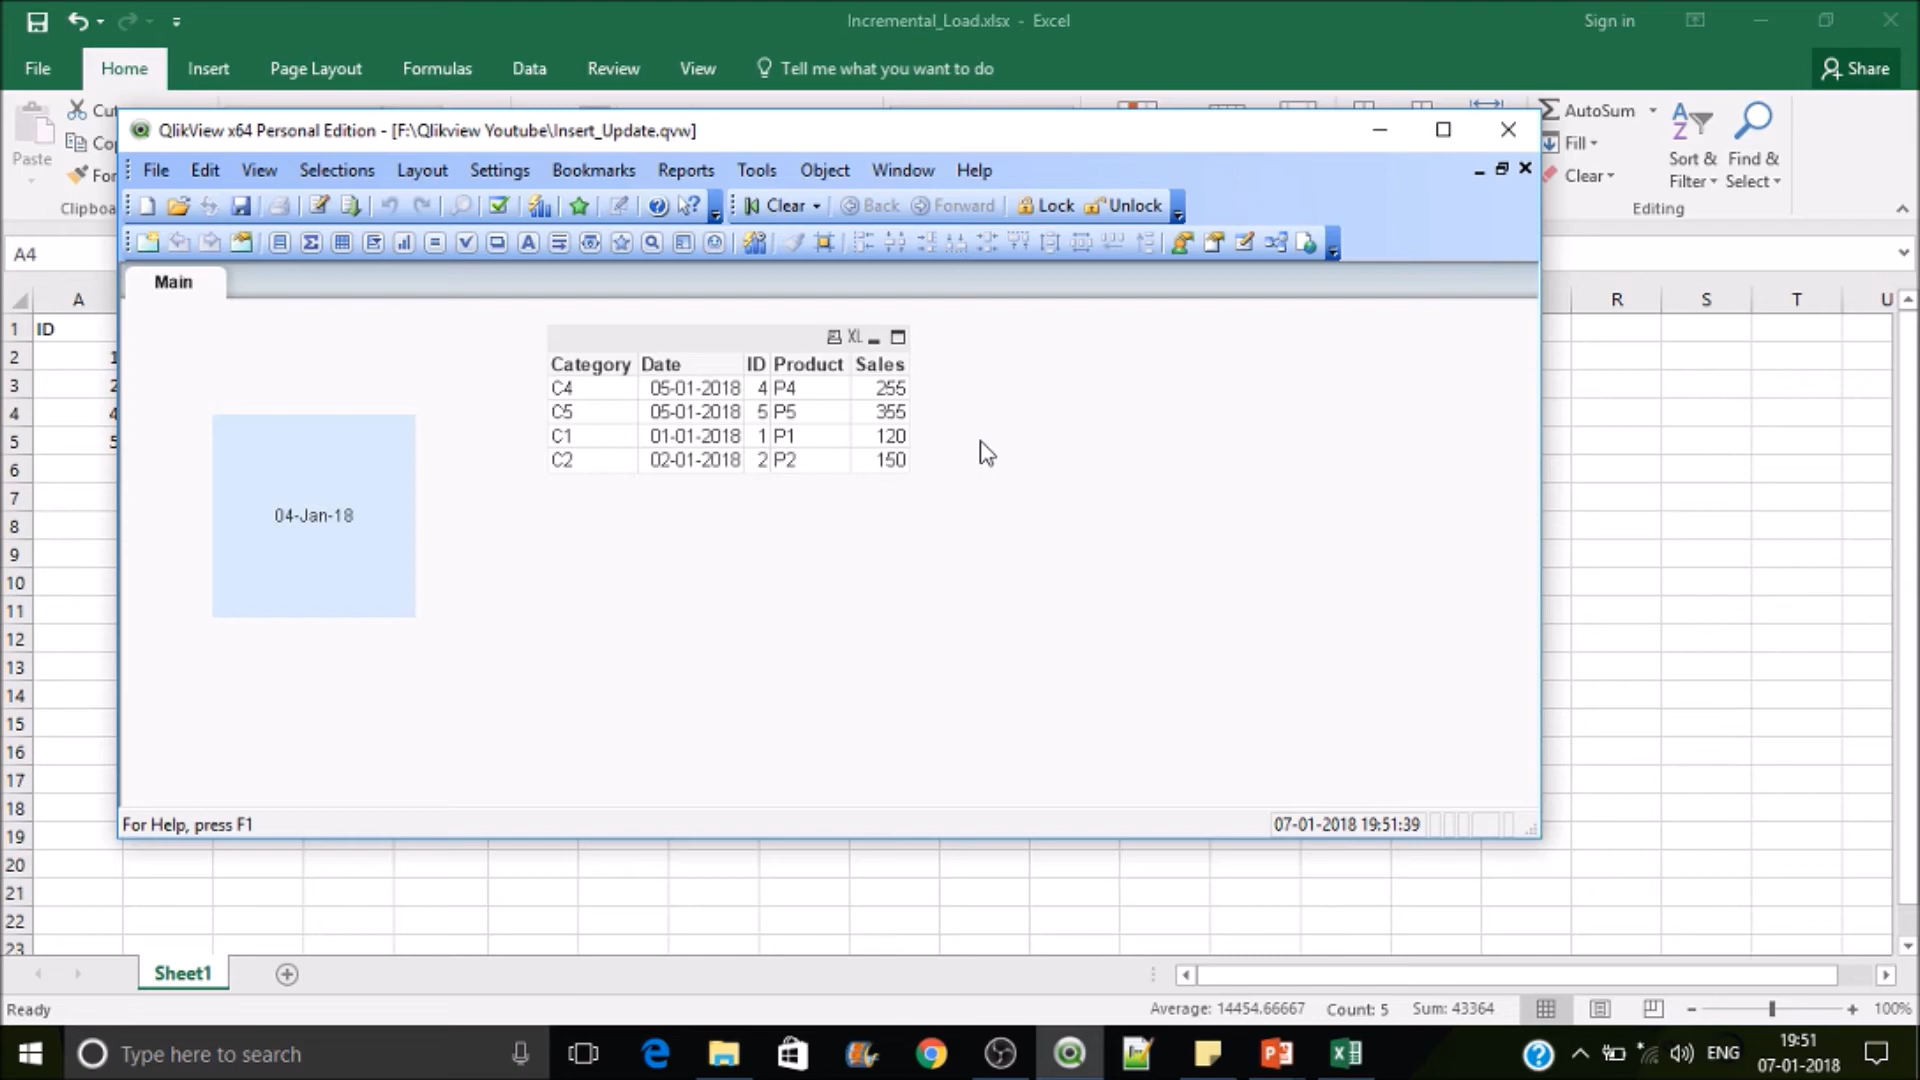 Incremental_Load.xlsx - Excel
Sign in
File Home Insert Page Layout Formulas Data Review View Tell me what you want to do Share
Paste
Clipboa
AutoSum
Fill
Clear
Sort & Filter
Find & Select
Editing
QlikView x64 Personal Edition - [F:\Qlikview Youtube\Insert_Update.qvw]
File Edit View Selections Settings Layout Settings Bookmarks Reports Tools Object Window Help
Clear Back Forward Lock Unlock
A4
Main
A R S T U
1 ID
2 1
3 2
4 4
5 5
6
7
8
9
10
11
12
13
14
15
16
17
18
19
20
21
22
23
XL
Category Date ID Product Sales
C4 05-01-2018 4 P4 255
C5 05-01-2018 5 P5 355
C1 01-01-2018 1 P1 120
C2 02-01-2018 2 P2 150
04-Jan-18
For Help, press F1
07-01-2018 19:51:39
Sheet1
Ready
Average: 14454.66667 Count: 5 Sum: 43364
100%
Type here to search
ENG
19:51
07-01-2018